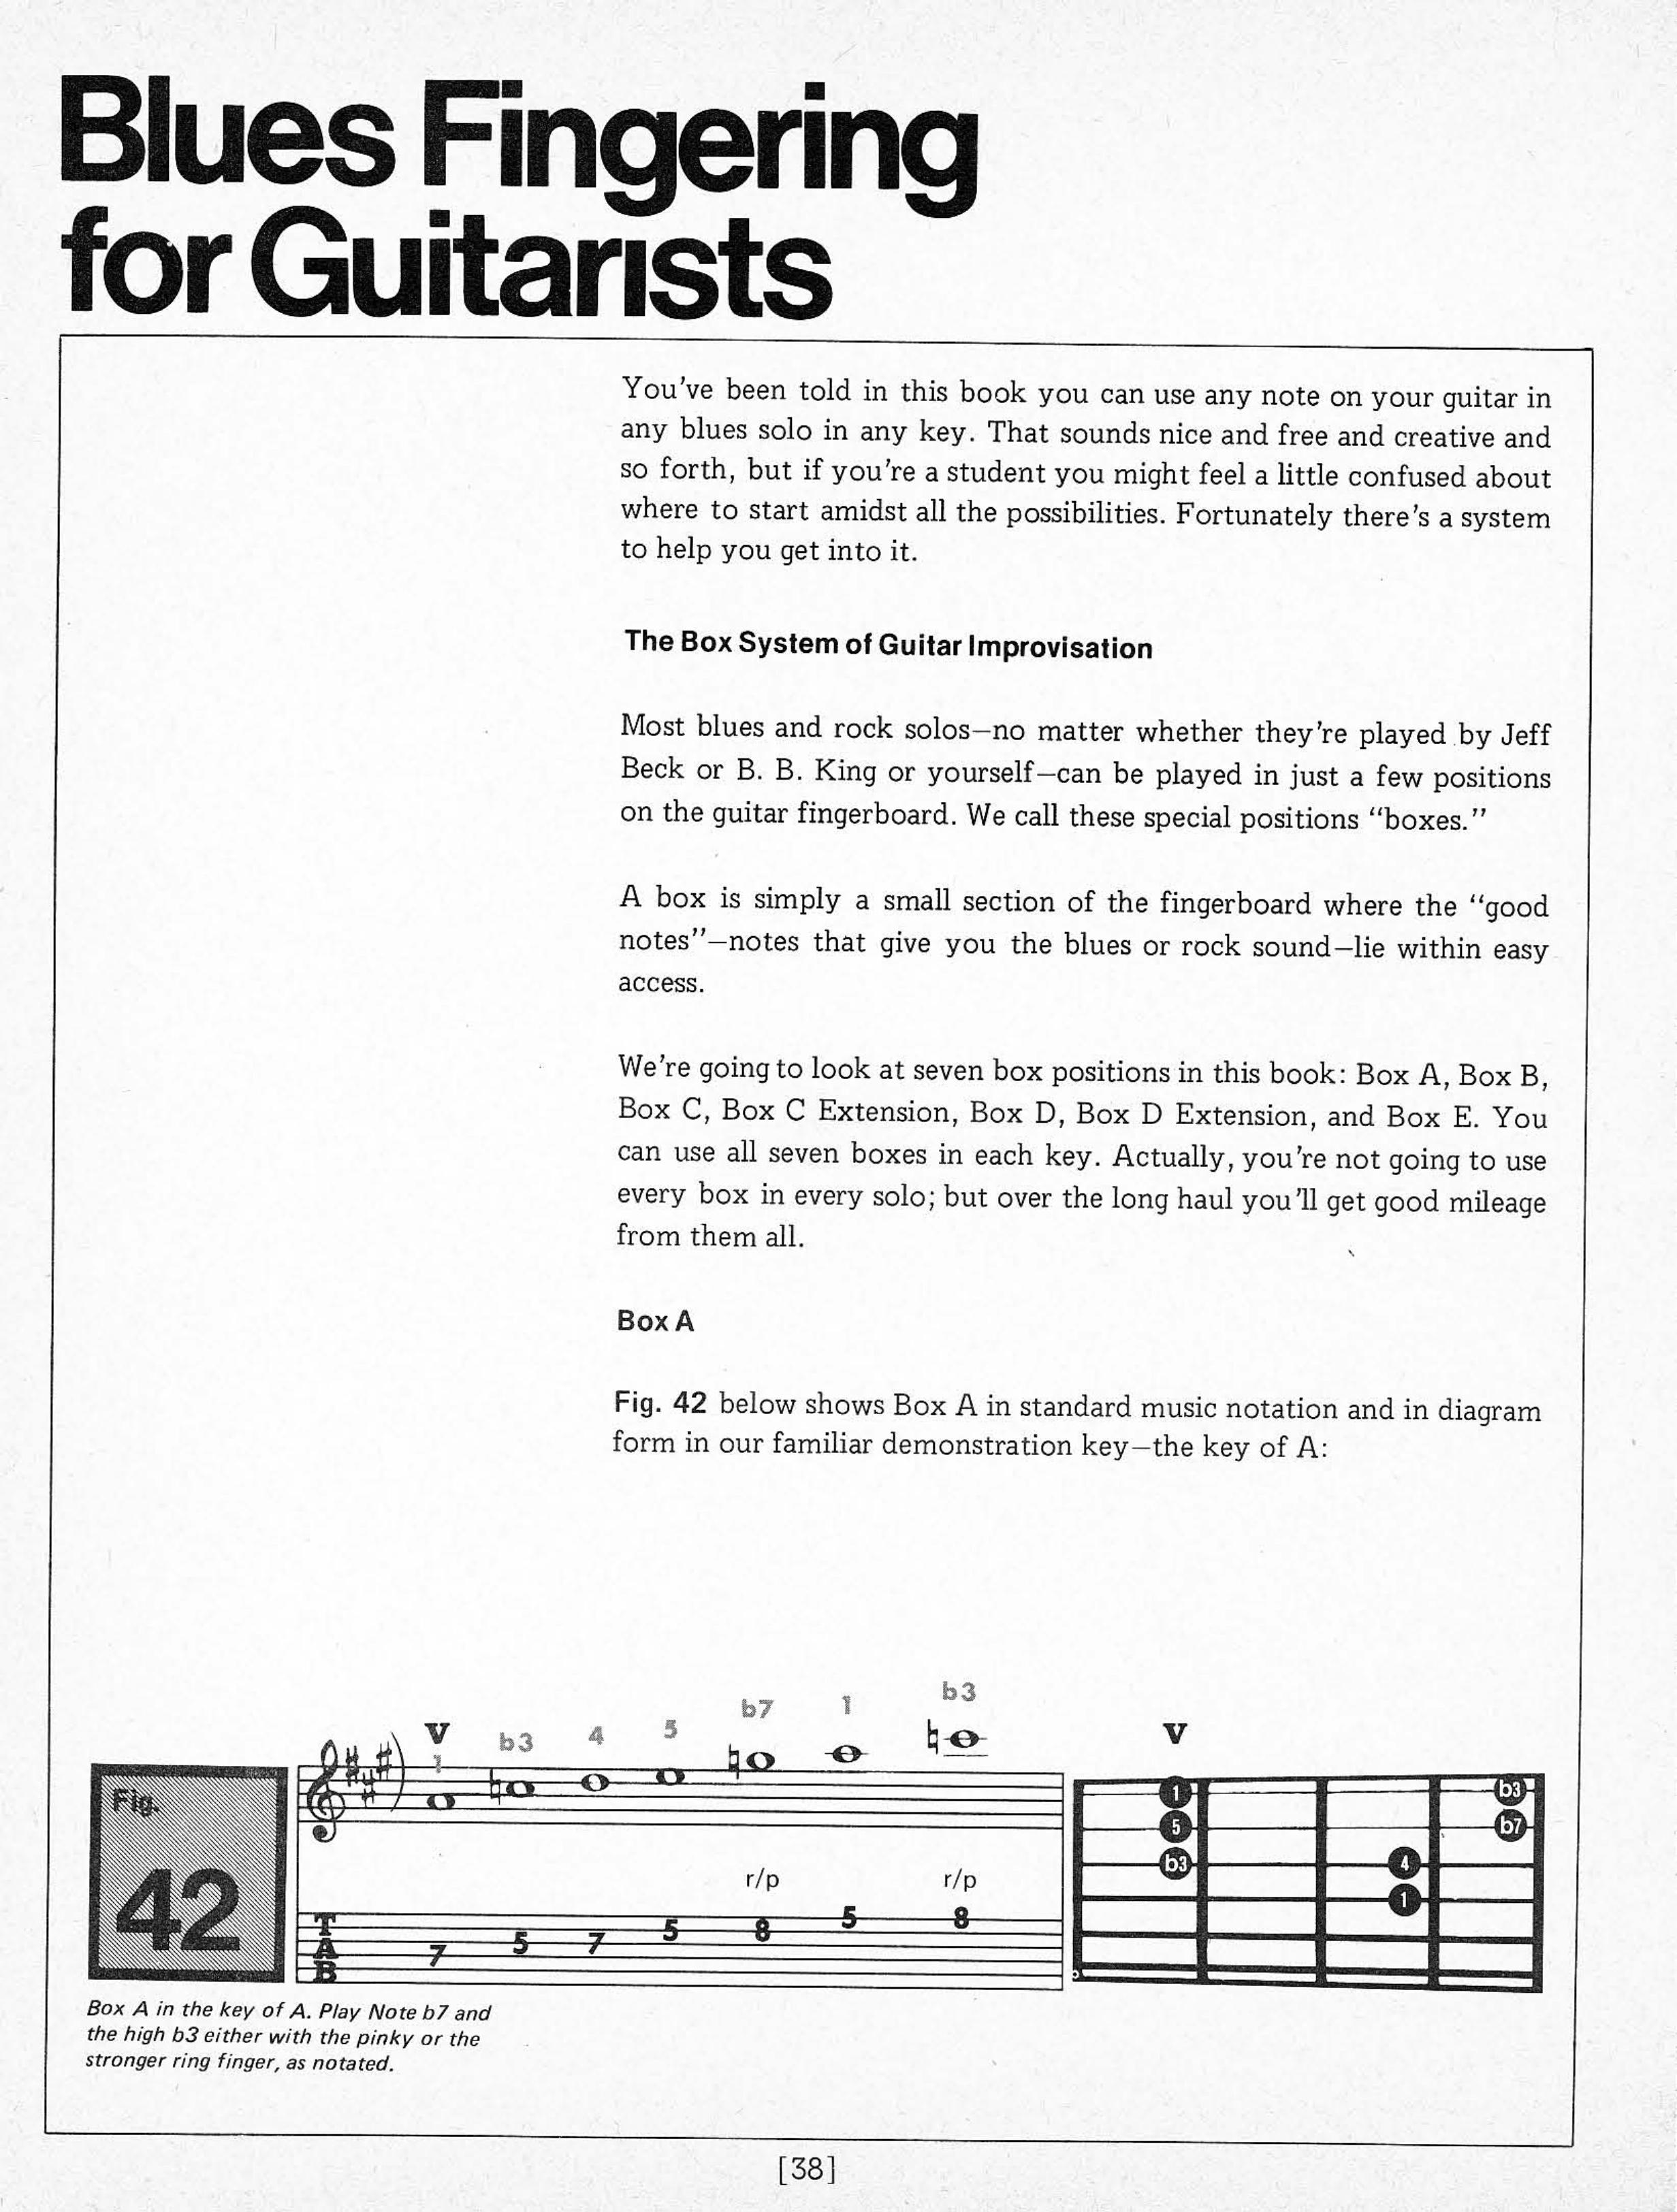 Blues Fingering
for Guitarists
You've been told in this book you can use any note on your guitar in
any blues solo in any key. That sounds nice and free and creative and
so forth, but if you're a student you might feel a little confused about
where to start amidst all the possibilities. Fortunately there's a system
to help you get into it.
The Box System of Guitar Improvisation
Most blues and rock solos—no matter whether they're played by Jeff
Beck or B. B. King or yourself—can be played in just a few positions
on the guitar fingerboard. We call these special positions “boxes.”
A box is simply a small section of the fingerboard where the “good
notes”—notes that give you the blues or rock sound—lie within easy
access.
We're going to look at seven box positions in this book: Box A, Box B,
Box C, Box C Extension, Box D, Box D Extension, and Box E. You
can use all seven boxes in each key. Actually, you're not going to use
every box in every solo; but over the long haul you'll get good mileage
from them all.
Box A
Fig. 42 below shows Box A in standard music notation and in diagram
form in our familiar demonstration key—the key of A:
V
1 b3 4 5 b7 1 b3
r/p r/p
T
A
B
7 5 7 5 8 5 8
V
1 b3
5 b7
b3 4
1
Fig.
42
Box A in the key of A. Play Note b7 and
the high b3 either with the pinky or the
stronger ring finger, as notated.
[38]